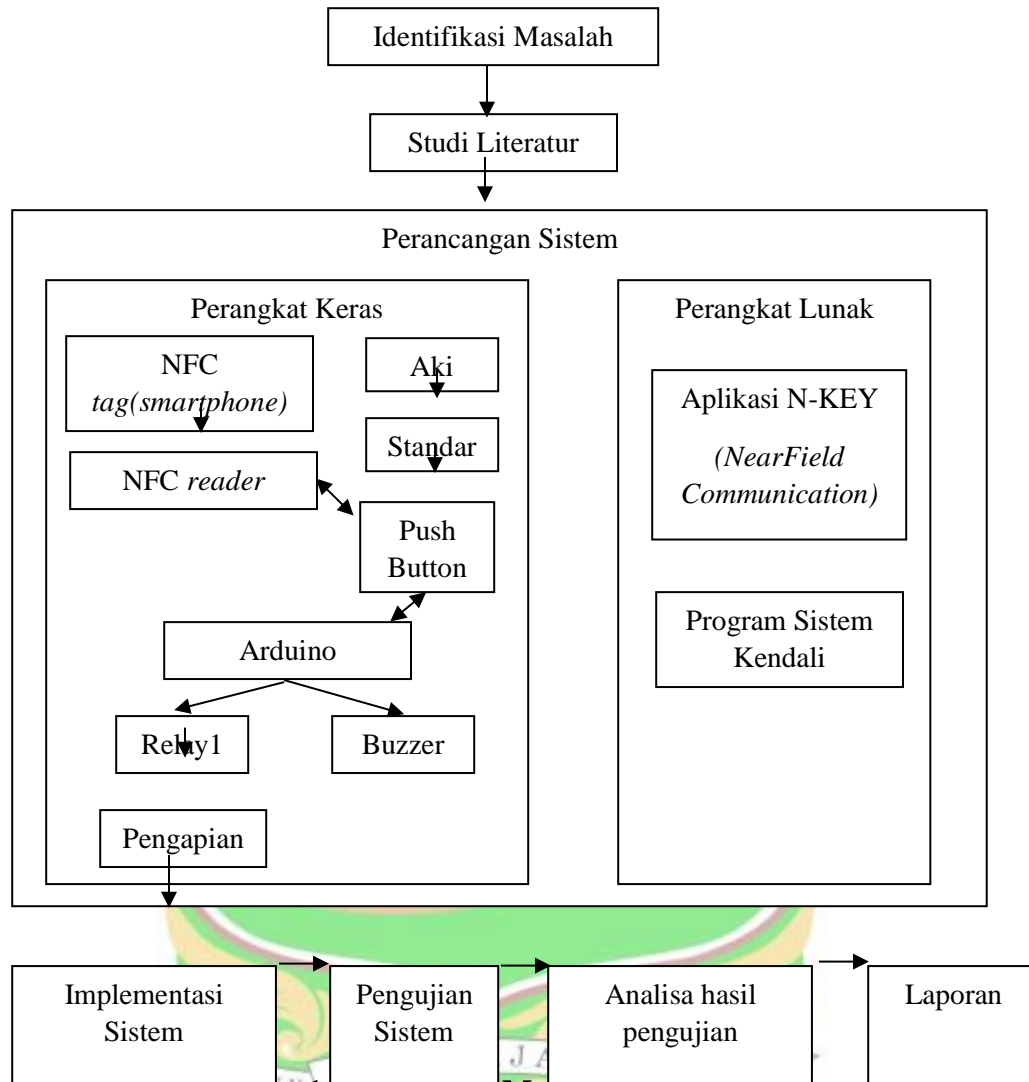 Identifikasi Masalah
Studi Literatur
Perancangan Sistem
Perangkat Keras
NFC
tag(smartphone)
Aki
Standar
NFC reader
Push
Button
Arduino
Relay1
Buzzer
Pengapian
Perangkat Lunak
Aplikasi N-KEY
(NearField
Communication)
Program Sistem
Kendali
Implementasi
Sistem
Pengujian
Sistem
Analisa hasil
pengujian
Laporan